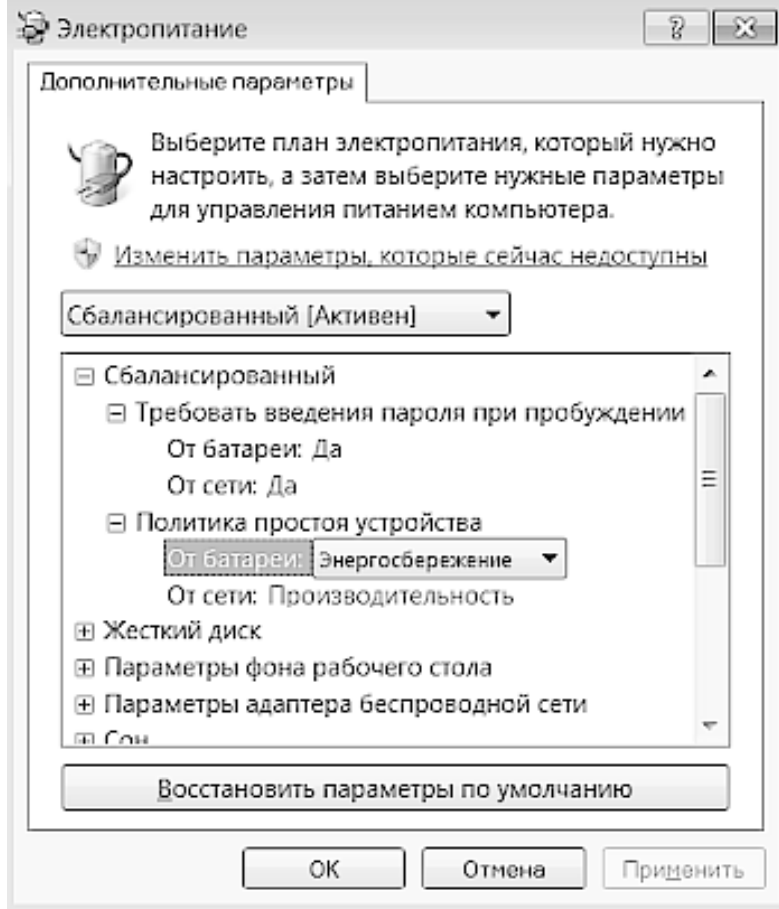 Электропитание
Дополнительные параметры
Выберите план электропитания, который нужно
настроить, а затем выберите нужные параметры
для управления питанием компьютера.
Изменить параметры, которые сейчас недоступны
Сбалансированный [Активен]
Сбалансированный
Требовать введения пароля при пробуждении
От батареи: Да
От сети: Да
Политика простоя устройства
От батареи: Энергосбережение
От сети: Производительность
Жесткий диск
Параметры фона рабочего стола
Параметры адаптера беспроводной сети
Сон
Восстановить параметры по умолчанию
ОК Отмена Применить